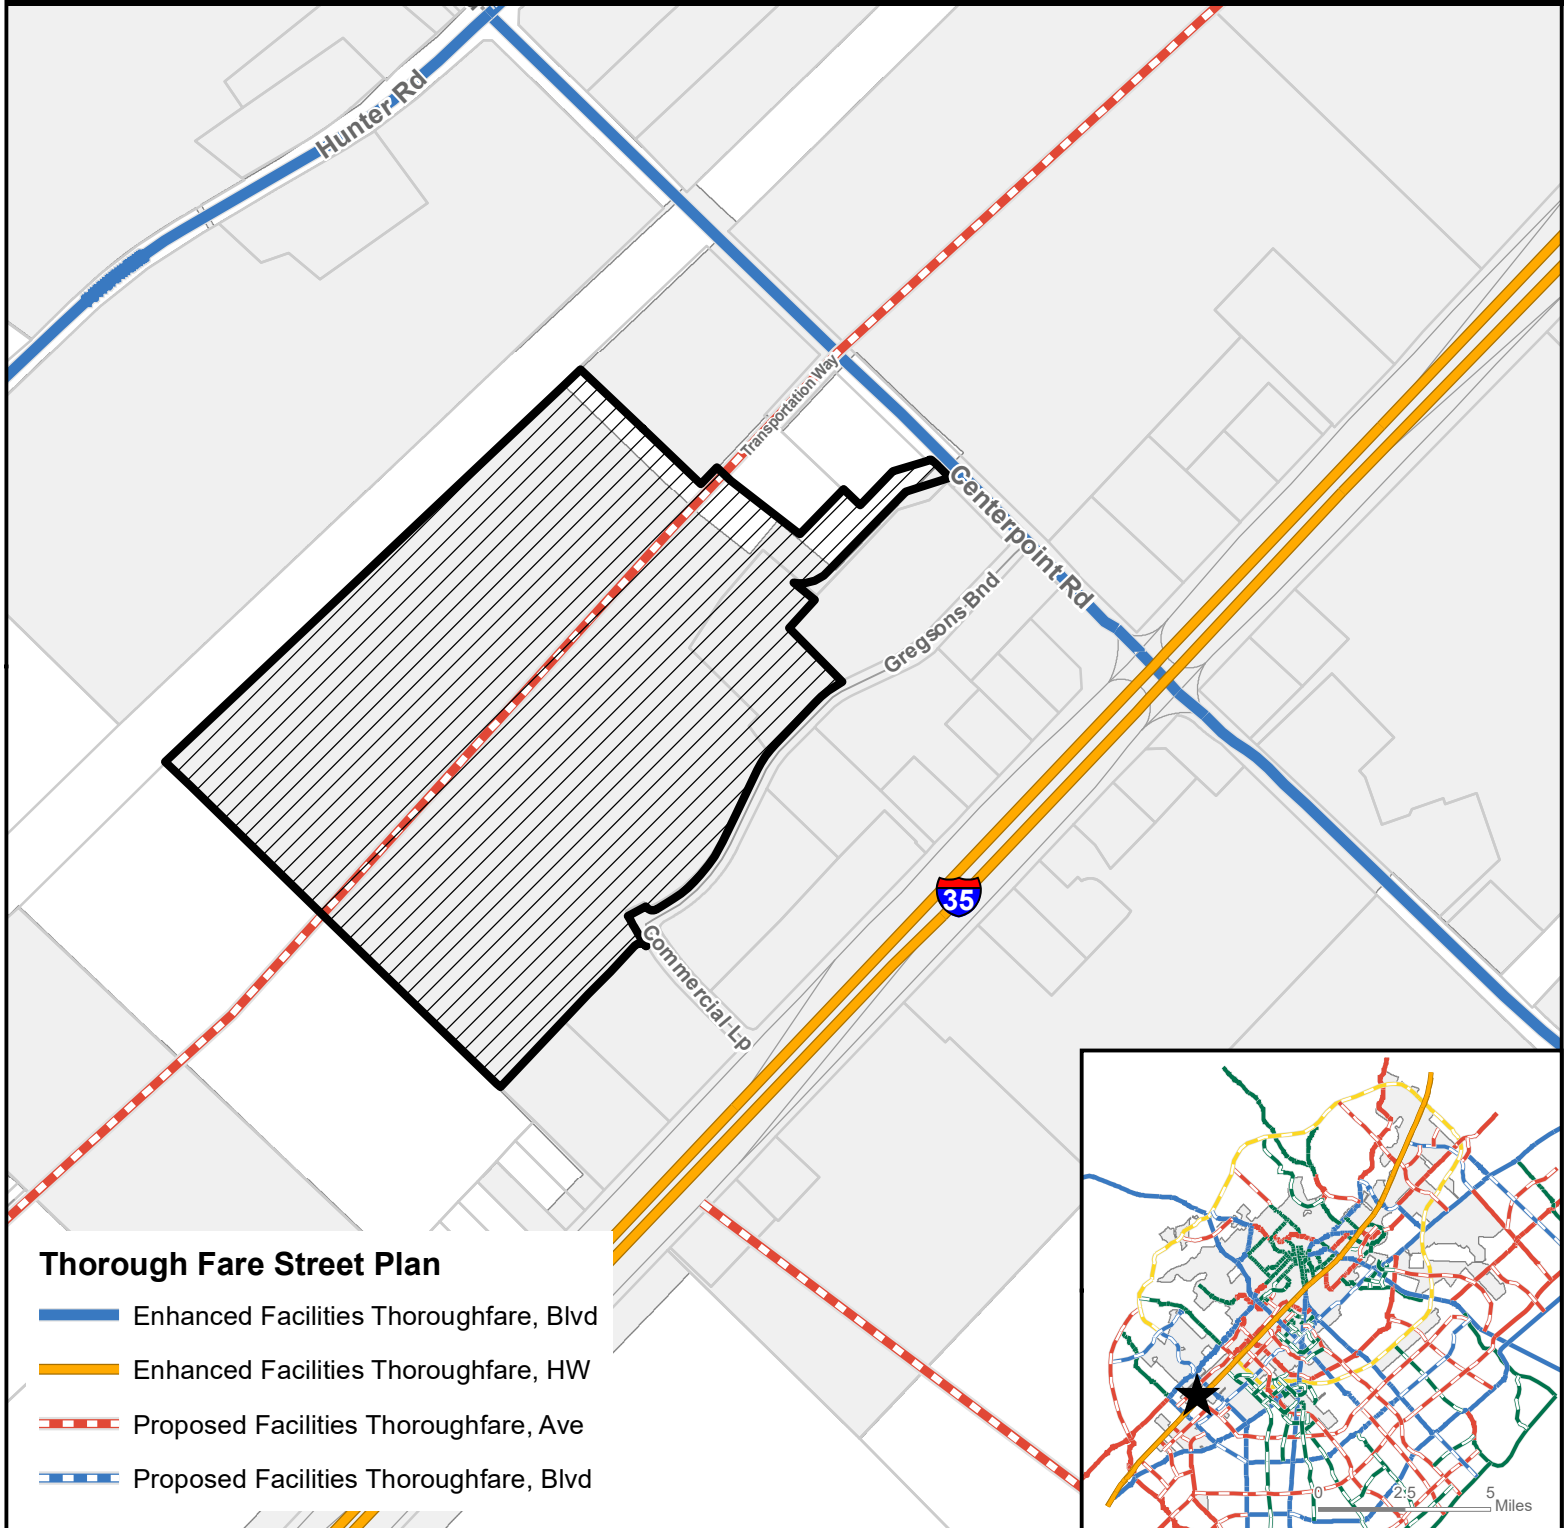 Hunter Rd
Transportation Way
Centerpoint Rd
Gregsons Bnd
35
Commercial Lp
Thorough Fare Street Plan
Enhanced Facilities Thoroughfare, Blvd
Enhanced Facilities Thoroughfare, HW
Proposed Facilities Thoroughfare, Ave
Proposed Facilities Thoroughfare, Blvd
0 2.5 5
Miles